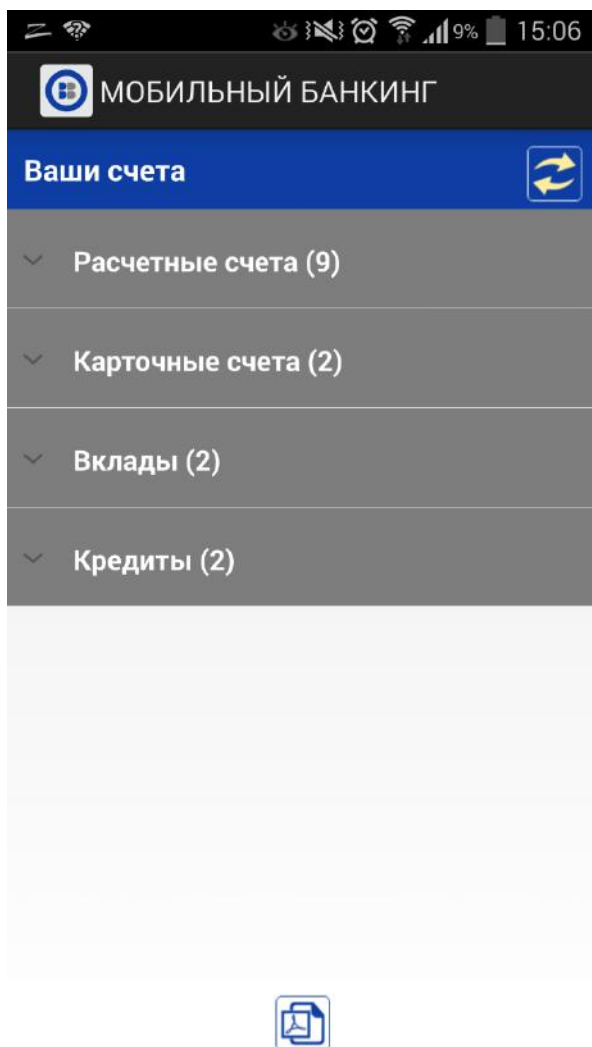 9% 15:06
МОБИЛЬНЫЙ БАНКИНГ
Ваши счета
Расчетные счета (9)
Карточные счета (2)
Вклады (2)
Кредиты (2)